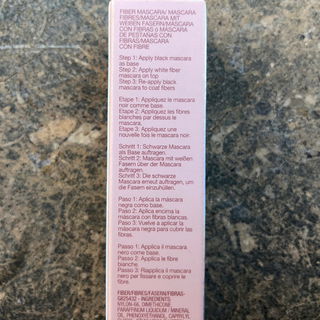 FIBER MASCARA/ MASCARA
FIBRES/MASCARA MIT
WEIßEN FASERN/MASCARA
CON FIBRAS o MÁSCARA
DE PESTAÑAS CON
FIBRAS/MASCARA
CON FIBRE
Step 1: Apply black mascara
as base
Step 2: Apply white fiber
mascara on top
Step 3: Re-apply black
mascara to coat fibers
Etape 1: Appliquez le mascara
noir comme base.
Etape 2: Appliquez les fibres
blanches par dessus le
mascara.
Etape 3: Appliquez une
nouvelle fois le mascara noir.
Schritt 1: Schwarze Mascara
als Base auftragen.
Schritt 2: Mascara mit weißen
Fasern über der Mascara
auftragen.
Schritt 3: Die schwarze
Mascara erneut auftragen, um
die Fasern einzuhüllen.
Paso 1: Aplica la máscara
negra como base.
Paso 2: Aplica encima la
máscara con fibras blancas.
Paso 3: Vuelve a aplicar la
máscara negra para cubrir las
fibras.
Passo 1: Applica il mascara
nero come base.
Passo 2: Applica le fibre
bianche.
Passo 3: Riapplica il mascara
nero per fissare e coprire le
fibre.
FIBER/FIBRES/FASERN/FIBRAS-
G825432 - INGREDIENTS:
NYLON-66, DIMETHICONE
PARAFFINUM LIQUIDUM / MINERAL
OIL, PHENOXYETHANOL, CAPRYLYL